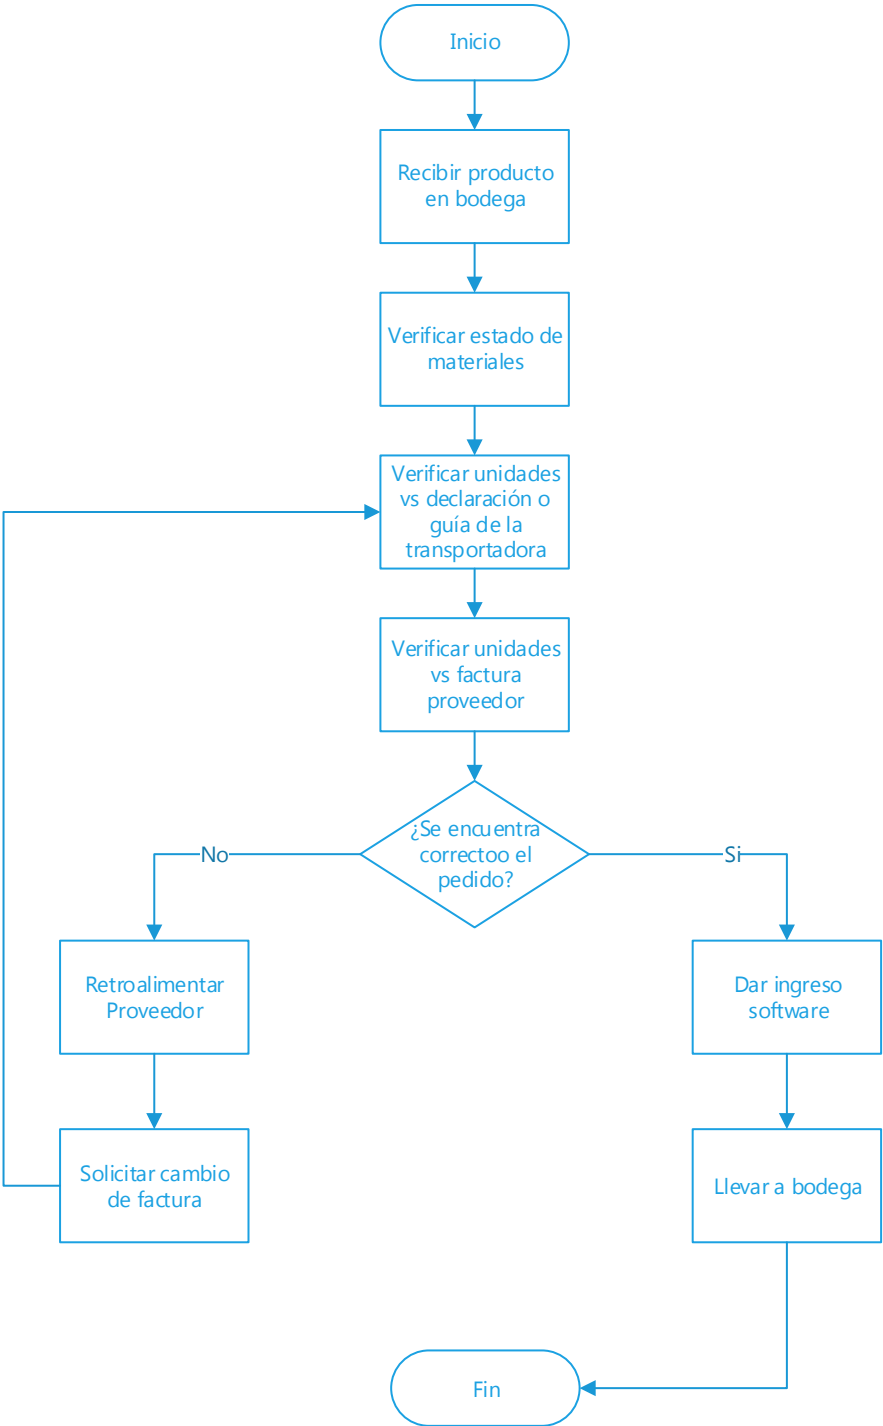 Inicio
Recibir producto
en bodega
Verificar estado de
materiales
Verificar unidades
vs declaración o
guía de la
transportadora
Verificar unidades
vs factura
proveedor
¿Se encuentra
correctoo el
pedido?
No
Si
Retroalimentar
Proveedor
Dar ingreso
software
Solicitar cambio
de factura
Llevar a bodega
Fin